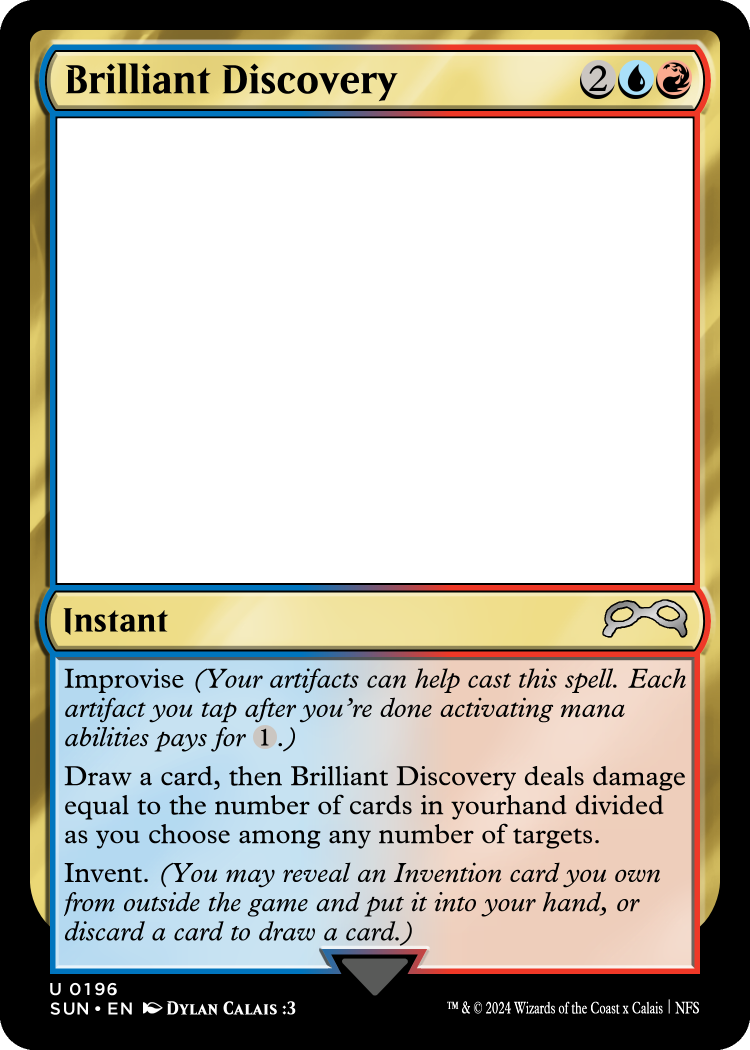 Brilliant Discovery 2
Instant
Improvise (Your artifacts can help cast this spell. Each
artifact you tap after you’re done activating mana
abilities pays for 1.)
Draw a card, then Brilliant Discovery deals damage
equal to the number of cards in yourhand divided
as you choose among any number of targets.
Invent. (You may reveal an Invention card you own
from outside the game and put it into your hand, or
discard a card to draw a card.)
U 0196
SUN • EN Dylan Calais :3
™ & © 2024 Wizards of the Coast x Calais | NFS